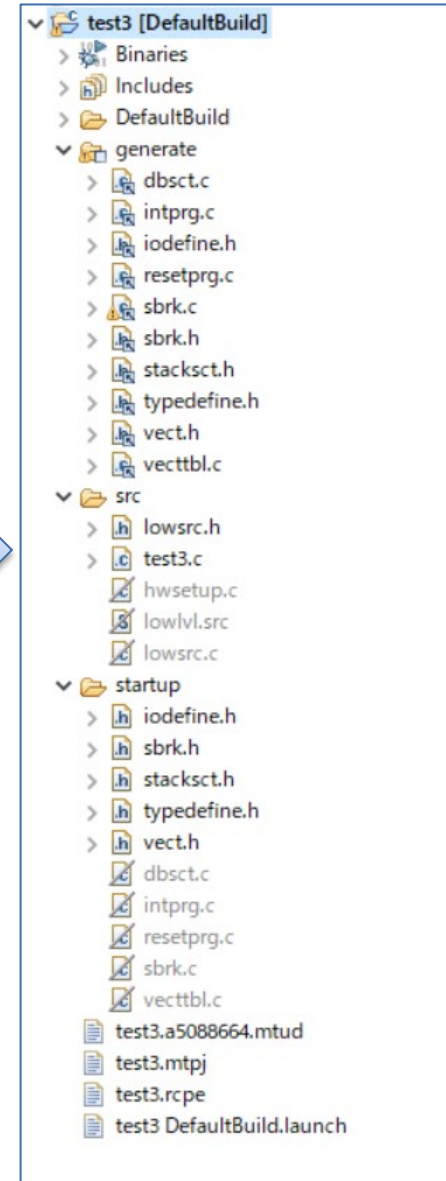 test3 [DefaultBuild]
Binaries
Includes
DefaultBuild
generate
dbsct.c
intprg.c
iodefine.h
resetprg.c
sbrk.c
sbrk.h
stacksct.h
typedefine.h
vect.h
vecttbl.c
src
lowsrc.h
test3.c
hwsetup.c
lowlvl.src
lowsrc.c
startup
iodefine.h
sbrk.h
stacksct.h
typedefine.h
vect.h
dbsct.c
intprg.c
resetprg.c
sbrk.c
vecttbl.c
test3.a5088664.mtud
test3.mtpj
test3.rcpe
test3 DefaultBuild.launch